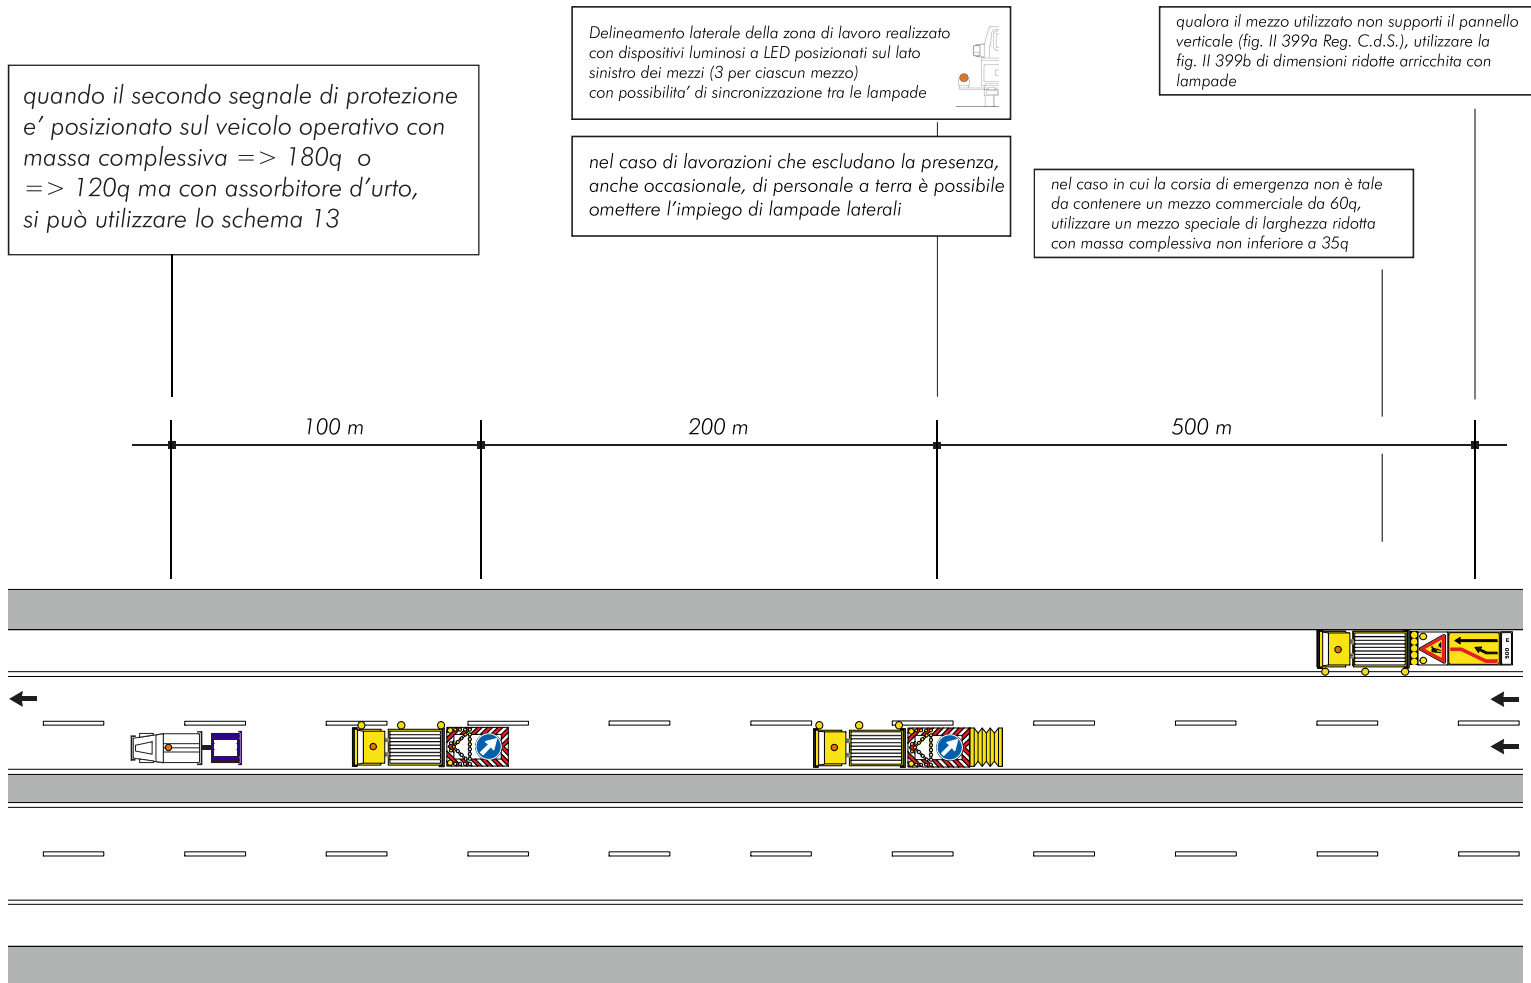 quando il secondo segnale di protezione
e' posizionato sul veicolo operativo con
massa complessiva => 180q o
=> 120q ma con assorbitore d'urto,
si può utilizzare lo schema 13
Delineamento laterale della zona di lavoro realizzato
con dispositivi luminosi a LED posizionati sul lato
sinistro dei mezzi (3 per ciascun mezzo)
con possibilita' di sincronizzazione tra le lampade
nel caso di lavorazioni che escludano la presenza,
anche occasionale, di personale a terra è possibile
omettere l'impiego di lampade laterali
qualora il mezzo utilizzato non supporti il pannello
verticale (fig. II 399a Reg. C.d.S.), utilizzare la
fig. II 399b di dimensioni ridotte arricchita con
lampade
nel caso in cui la corsia di emergenza non è tale
da contenere un mezzo commerciale da 60q,
utilizzare un mezzo speciale di larghezza ridotta
con massa complessiva non inferiore a 35q
100 m
200 m
500 m
500 m